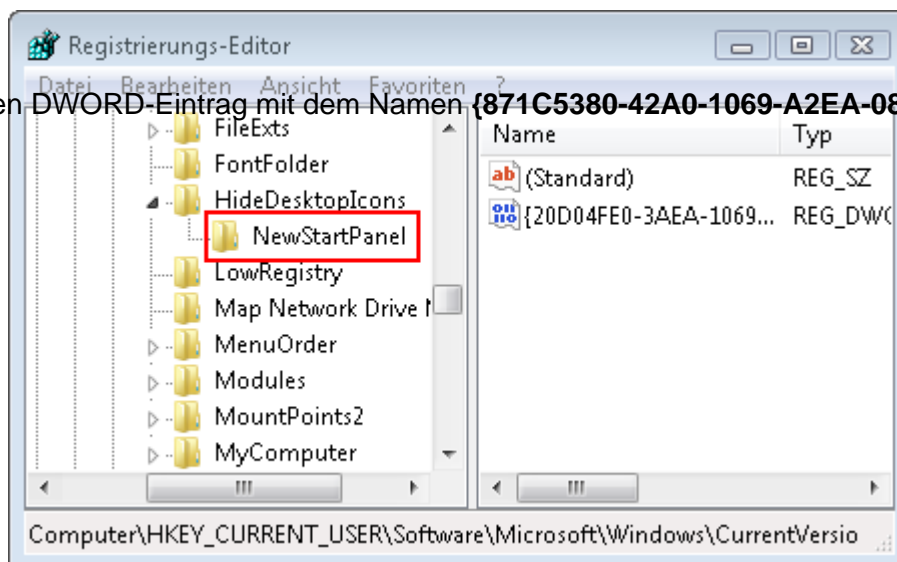 Registrierungs-Editor
Datei Bearbeiten Ansicht Favoriten ?
en DWORD-Eintrag mit dem Namen {871C5380-42A0-1069-A2EA-08
FileExts
FontFolder
HideDesktopIcons
NewStartPanel
LowRegistry
Map Network Drive
MenuOrder
Modules
MountPoints2
MyComputer
Name Typ
(Standard) REG_SZ
{20D04FE0-3AEA-1069... REG_DW
Computer\HKEY_CURRENT_USER\Software\Microsoft\Windows\CurrentVersio